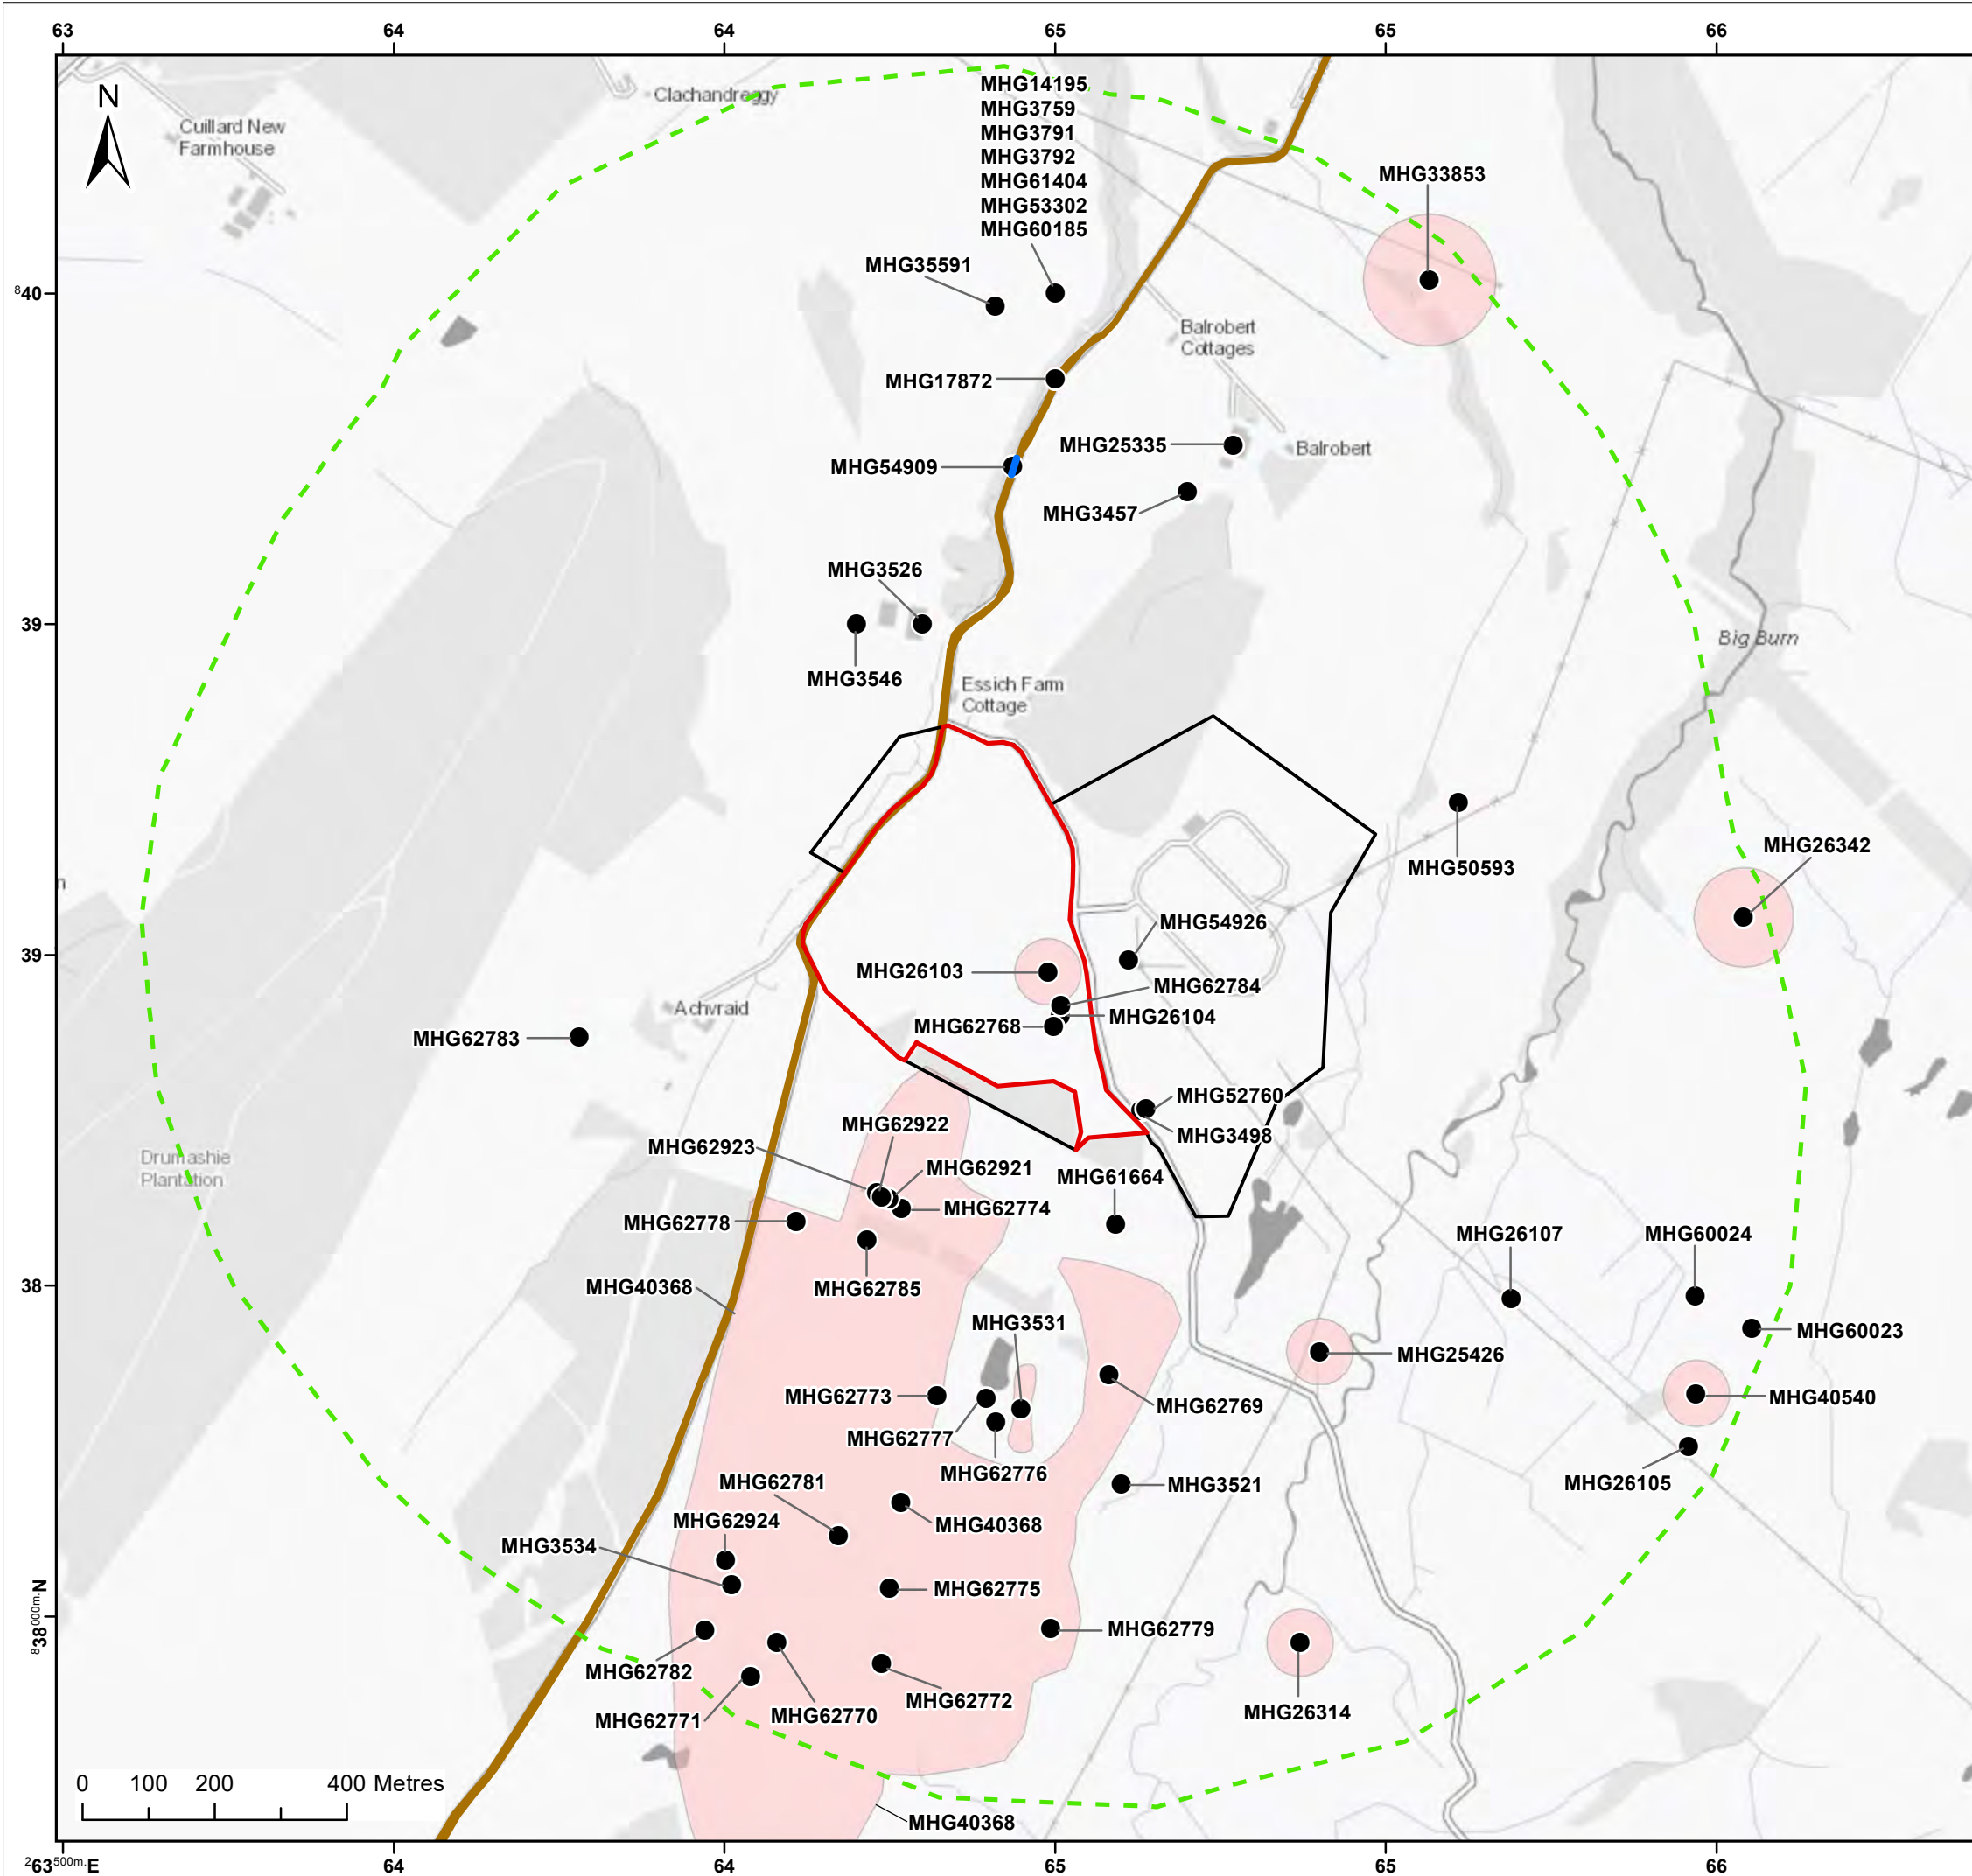 63 64 64 65 65 66
N
Clachandreggy
Cuillard New
Farmhouse
MHG14195
MHG3759
MHG3791
MHG3792
MHG61404
MHG53302
MHG60185
MHG33853
MHG35591
⁸40
Balrobert
Cottages
MHG17872
MHG25335
Balrobert
MHG54909
MHG3457
MHG3526
39
Big Burn
MHG3546
Essich Farm
Cottage
MHG26342
MHG50593
n
MHG54926
39
MHG26103
MHG62784
Achvraid
MHG26104
MHG62768
MHG62783
MHG52760
MHG62922
MHG3498
MHG62923
Drumashie
Plantation
MHG62921
MHG61664
MHG62774
MHG62778
MHG26107
MHG60024
38
MHG40368
MHG62785
MHG3531
MHG60023
MHG25426
MHG62773
MHG40540
MHG62769
MHG62777
MHG62776
MHG62781
MHG26105
MHG3521
MHG62924
MHG40368
MHG3534
MHG62775
⁸38⁰⁰⁰ᵐ·N
MHG62779
MHG62782
MHG62772
MHG26314
MHG62771
MHG62770
0 100 200 400 Metres
MHG40368
²63⁵⁰⁰ᵐ·E 64 64 65 65 66